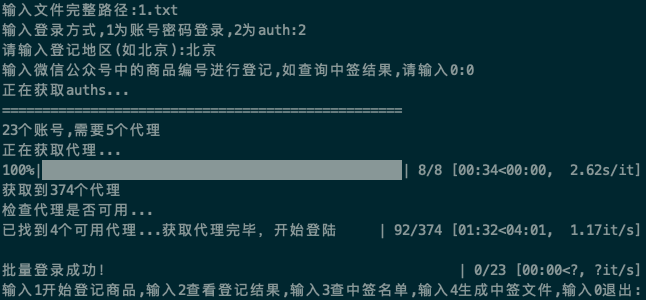 输入文件完整路径:1.txt
输入登录方式,1为账号密码登录,2为auth:2
请输入登记地区(如北京):北京
输入微信公众号中的商品编号进行登记,如查询中签结果,请输入0:0
正在获取auths...
==================================================
23个账号,需要5个代理
正在获取代理...
100%|██████████████████████████████| 8/8 [00:34<00:00,  2.62s/it]
获取到374个代理
检查代理是否可用...
已找到4个可用代理...获取代理完毕，开始登陆     | 92/374 [01:32<04:01,  1.17it/s]
批量登录成功!                                            | 0/23 [00:00<?, ?it/s]
输入1开始登记商品,输入2查看登记结果,输入3查中签名单,输入4生成中签文件,输入0退出: